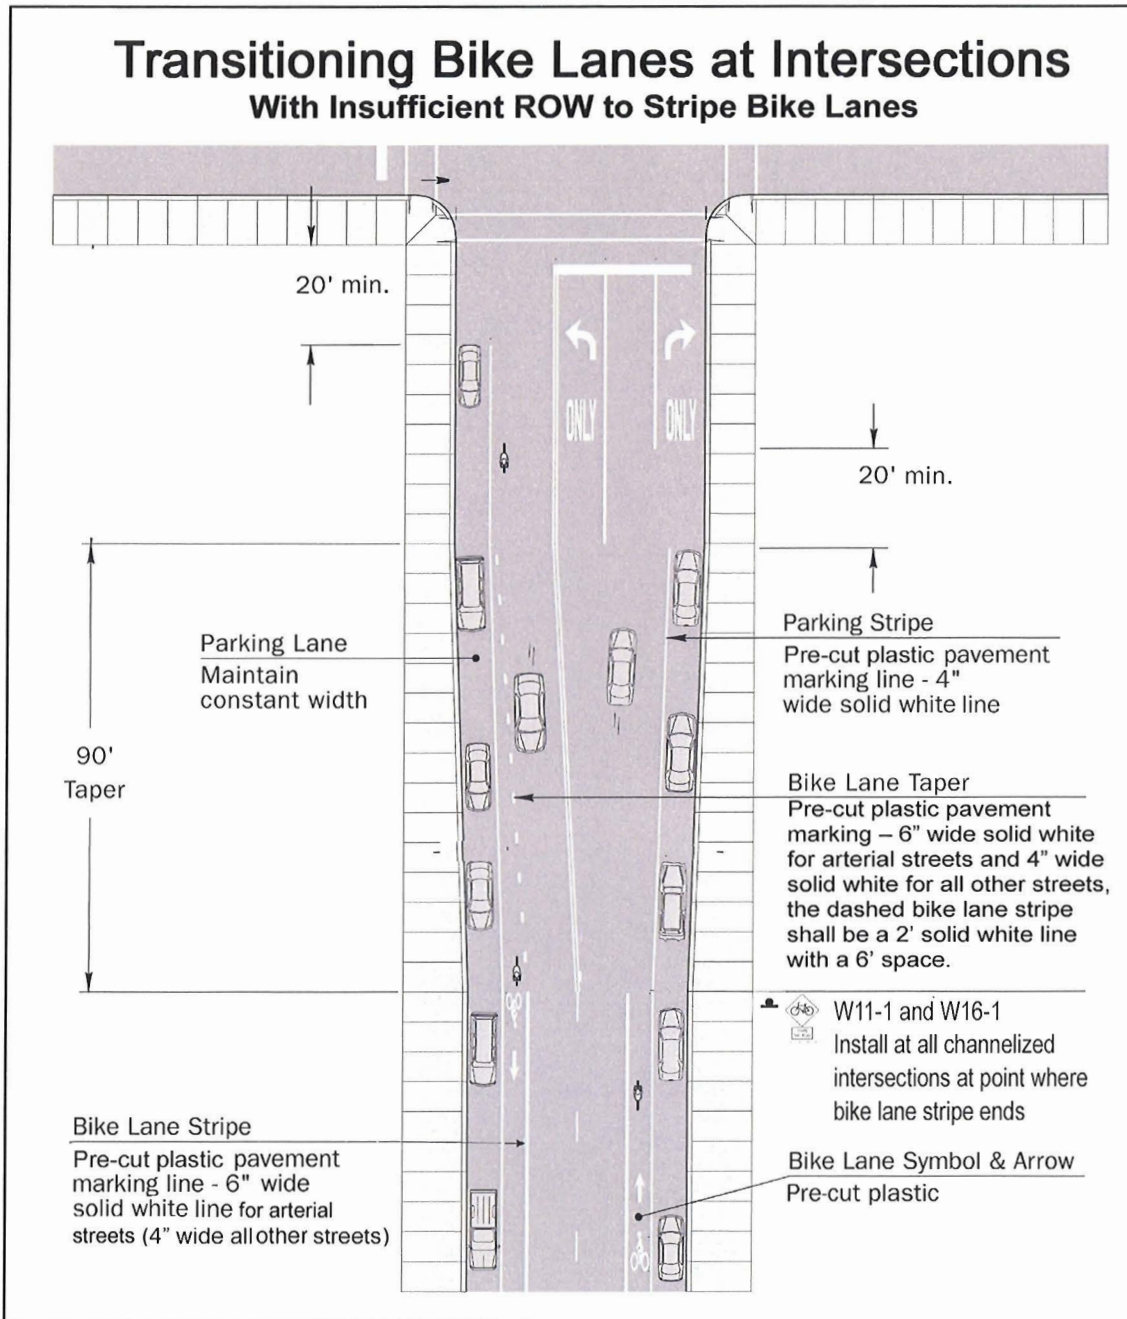 Transitioning Bike Lanes at Intersections
With Insufficient ROW to Stripe Bike Lanes
20' min.
ONLY
ONLY
20' min.
Parking Lane
Maintain
constant width
Parking Stripe
Pre-cut plastic pavement
marking line - 4"
wide solid white line
90'
Taper
Bike Lane Taper
Pre-cut plastic pavement
marking – 6” wide solid white
for arterial streets and 4” wide
solid white for all other streets,
the dashed bike lane stripe
shall be a 2' solid white line
with a 6' space.
W11-1 and W16-1
Install at all channelized
intersections at point where
bike lane stripe ends
Bike Lane Stripe
Pre-cut plastic pavement
marking line - 6" wide
solid white line for arterial
streets (4” wide all other streets)
Bike Lane Symbol & Arrow
Pre-cut plastic